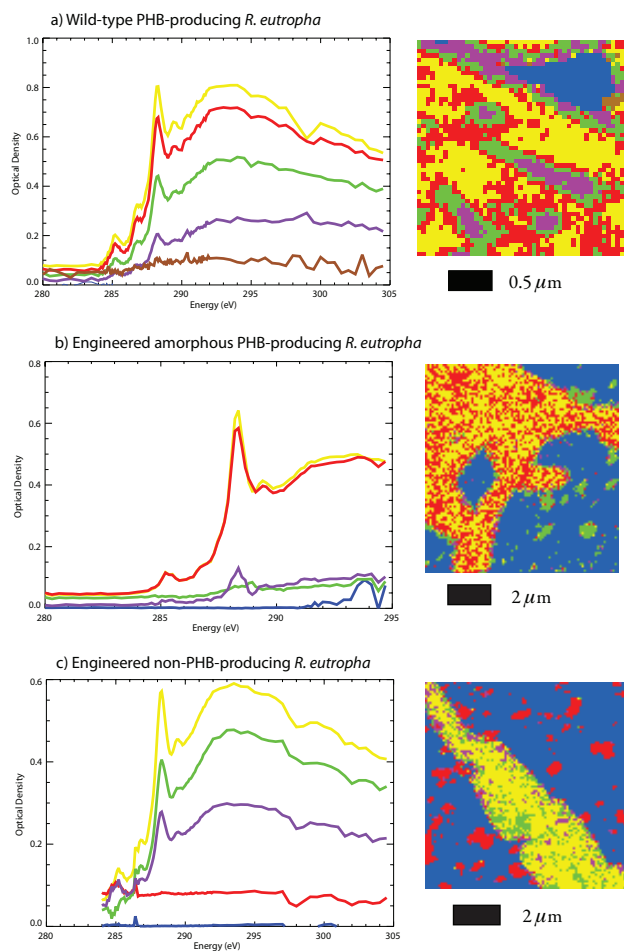 a) Wild-type PHB-producing R. eutropha
1.0
0.8
0.6
0.4
0.2
0.0
Optical Density
280 285 290 295 300 305
Energy (eV)
0.5 μm
b) Engineered amorphous PHB-producing R. eutropha
0.8
0.6
0.4
0.2
0.0
Optical Density
280 285 290 295
Energy (eV)
2 μm
c) Engineered non-PHB-producing R. eutropha
0.6
0.4
0.2
0.0
Optical Density
280 285 290 295 300 305
Energy (eV)
2 μm